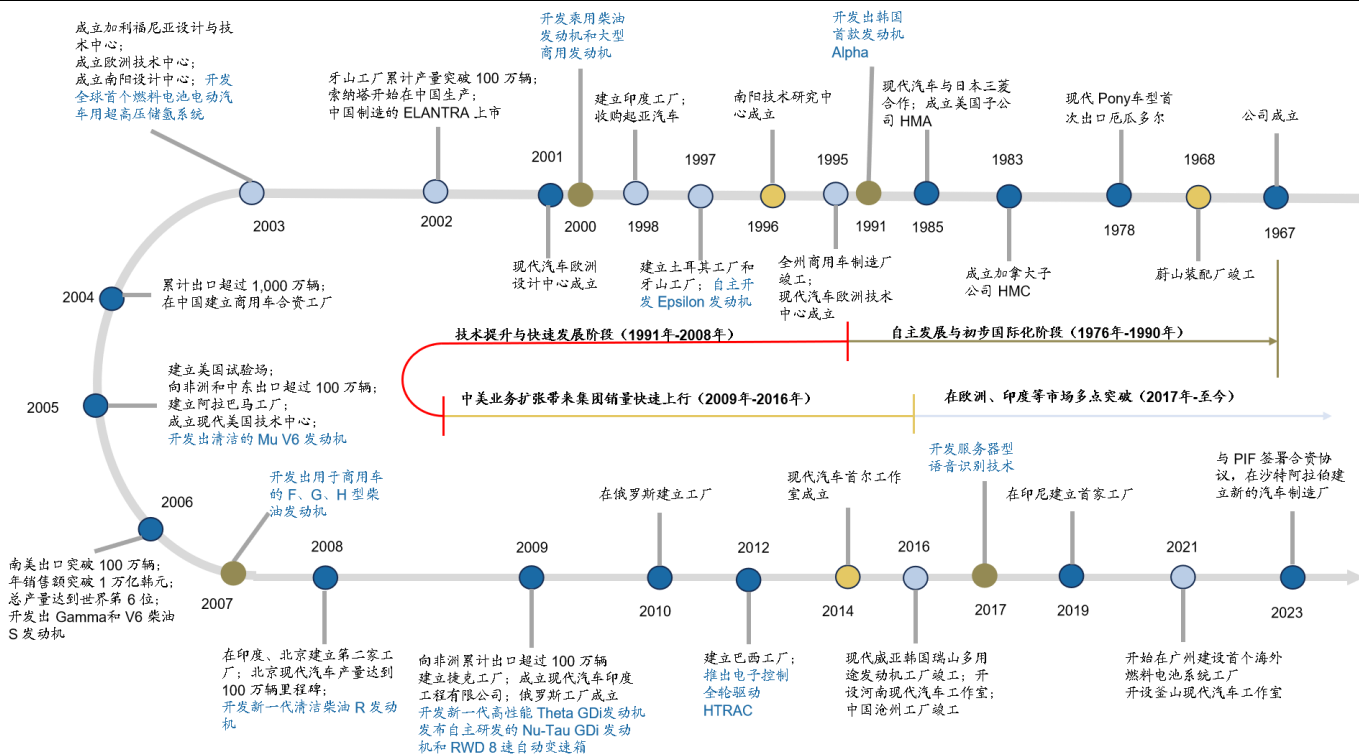 成立加利福尼亚设计与技
术中心；
成立欧洲技术中心；
成立南阳设计中心；开发
全球首个燃料电池电动汽
车用超高压储氢系统
2003
牙山工厂累计产量突破 100 万辆；
索纳塔开始在中国生产；
中国制造的 ELANTRA 上市
2002
2001
现代汽车欧洲
设计中心成立
开发乘用柴油
发动机和大型
商用发动机
2000
建立印度工厂；
收购起亚汽车
1998
1997
建立土耳其工厂和
牙山工厂；自主开
发 Epsilon 发动机
南阳技术研究中
心成立
1996
1995
全州商用车制造厂
竣工；
现代汽车欧洲技术
中心成立
开发出韩国
首款发动机
Alpha
1991
现代汽车与日本三菱
合作；成立美国子公
司 HMA
1985
1983
成立加拿大子
公司 HMC
现代 Pony车型首
次出口厄瓜多尔
1978
1968
蔚山装配厂竣工
公司成立
1967
2004
累计出口超过 1,000 万辆；
在中国建立商用车合资工厂
技术提升与快速发展阶段（1991年-2008年）
自主发展与初步国际化阶段（1976年-1990年）
中美业务扩张带来集团销量快速上行（2009年-2016年）
在欧洲、印度等市场多点突破（2017年-至今）
2005
建立美国试验场；
向非洲和中东出口超过 100 万辆；
建立阿拉巴马工厂；
成立现代美国技术中心；
开发出清洁的 Mu V6 发动机
2006
南美出口突破 100 万辆；
年销售额突破 1 万亿韩元；
总产量达到世界第 6 位；
开发出 Gamma和 V6 柴油
S 发动机
开发出用于商用车
的 F、G、H 型柴
油发动机
2007
2008
在印度、北京建立第二家工
厂；北京现代汽车产量达到
100 万辆里程碑；
开发新一代清洁柴油 R 发动
机
2009
向非洲累计出口超过 100 万辆
建立捷克工厂；成立现代汽车印度
工程有限公司；俄罗斯工厂成立
开发新一代高性能 Theta GDi发动机
发布自主研发的 Nu-Tau GDi 发动
机和 RWD 8 速自动变速箱
在俄罗斯建立工厂
2010
2012
建立巴西工厂；
推出电子控制
全轮驱动
HTRAC
现代汽车首尔工作
室成立
2014
2016
现代威亚韩国瑞山多用
途发动机工厂竣工；开
设河南现代汽车工作室；
中国沧州工厂竣工
开发服务器型
语音识别技术
2017
在印尼建立首家工厂
2019
2021
开始在广州建设首个海外
燃料电池系统工厂
开设釜山现代汽车工作室
与 PIF 签署合资协
议，在沙特阿拉伯建
立新的汽车制造厂
2023